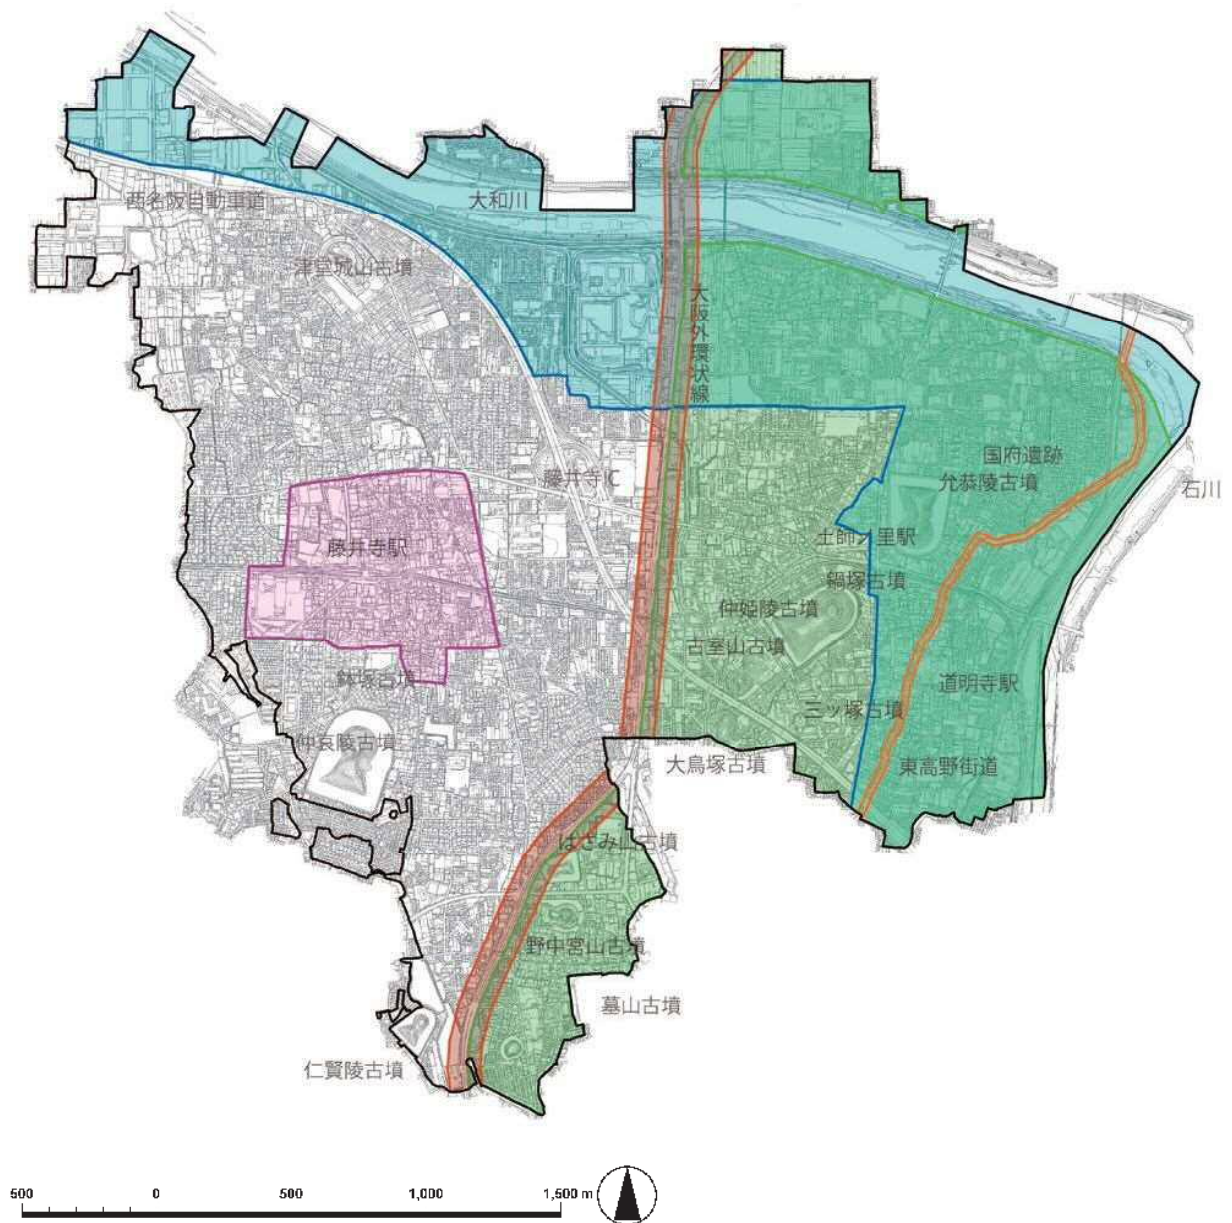 西名阪自動車道
大和川
津堂城山古墳
大阪外環状線
国府遺跡
允恭陵古墳
藤井寺IC
石川
土師ノ里駅
藤井寺駅
鍋塚古墳
仲姫陵古墳
古室山古墳
鉢塚古墳
道明寺駅
三ツ塚古墳
仲哀陵古墳
大鳥塚古墳
東高野街道
はざみ山古墳
野中宮山古墳
墓山古墳
仁賢陵古墳
500 0 500 1,000 1,500 m